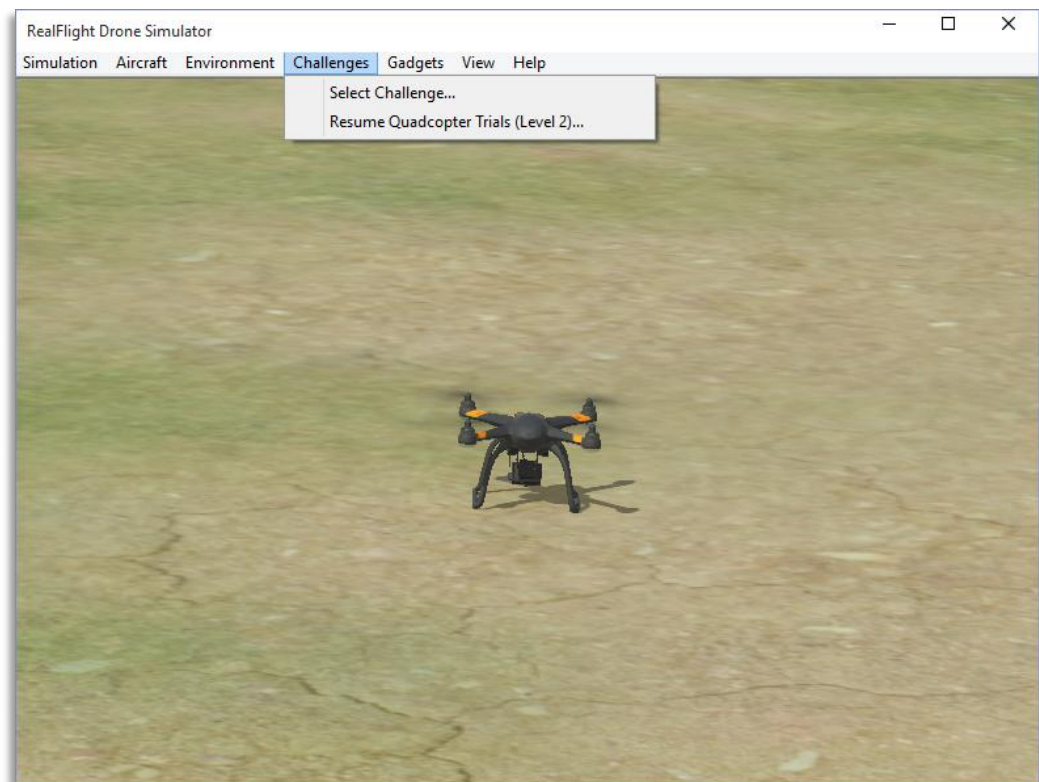 RealFlight Drone Simulator
Simulation Aircraft Environment Challenges Gadgets View Help
Select Challenge...
Resume Quadcopter Trials (Level 2)...